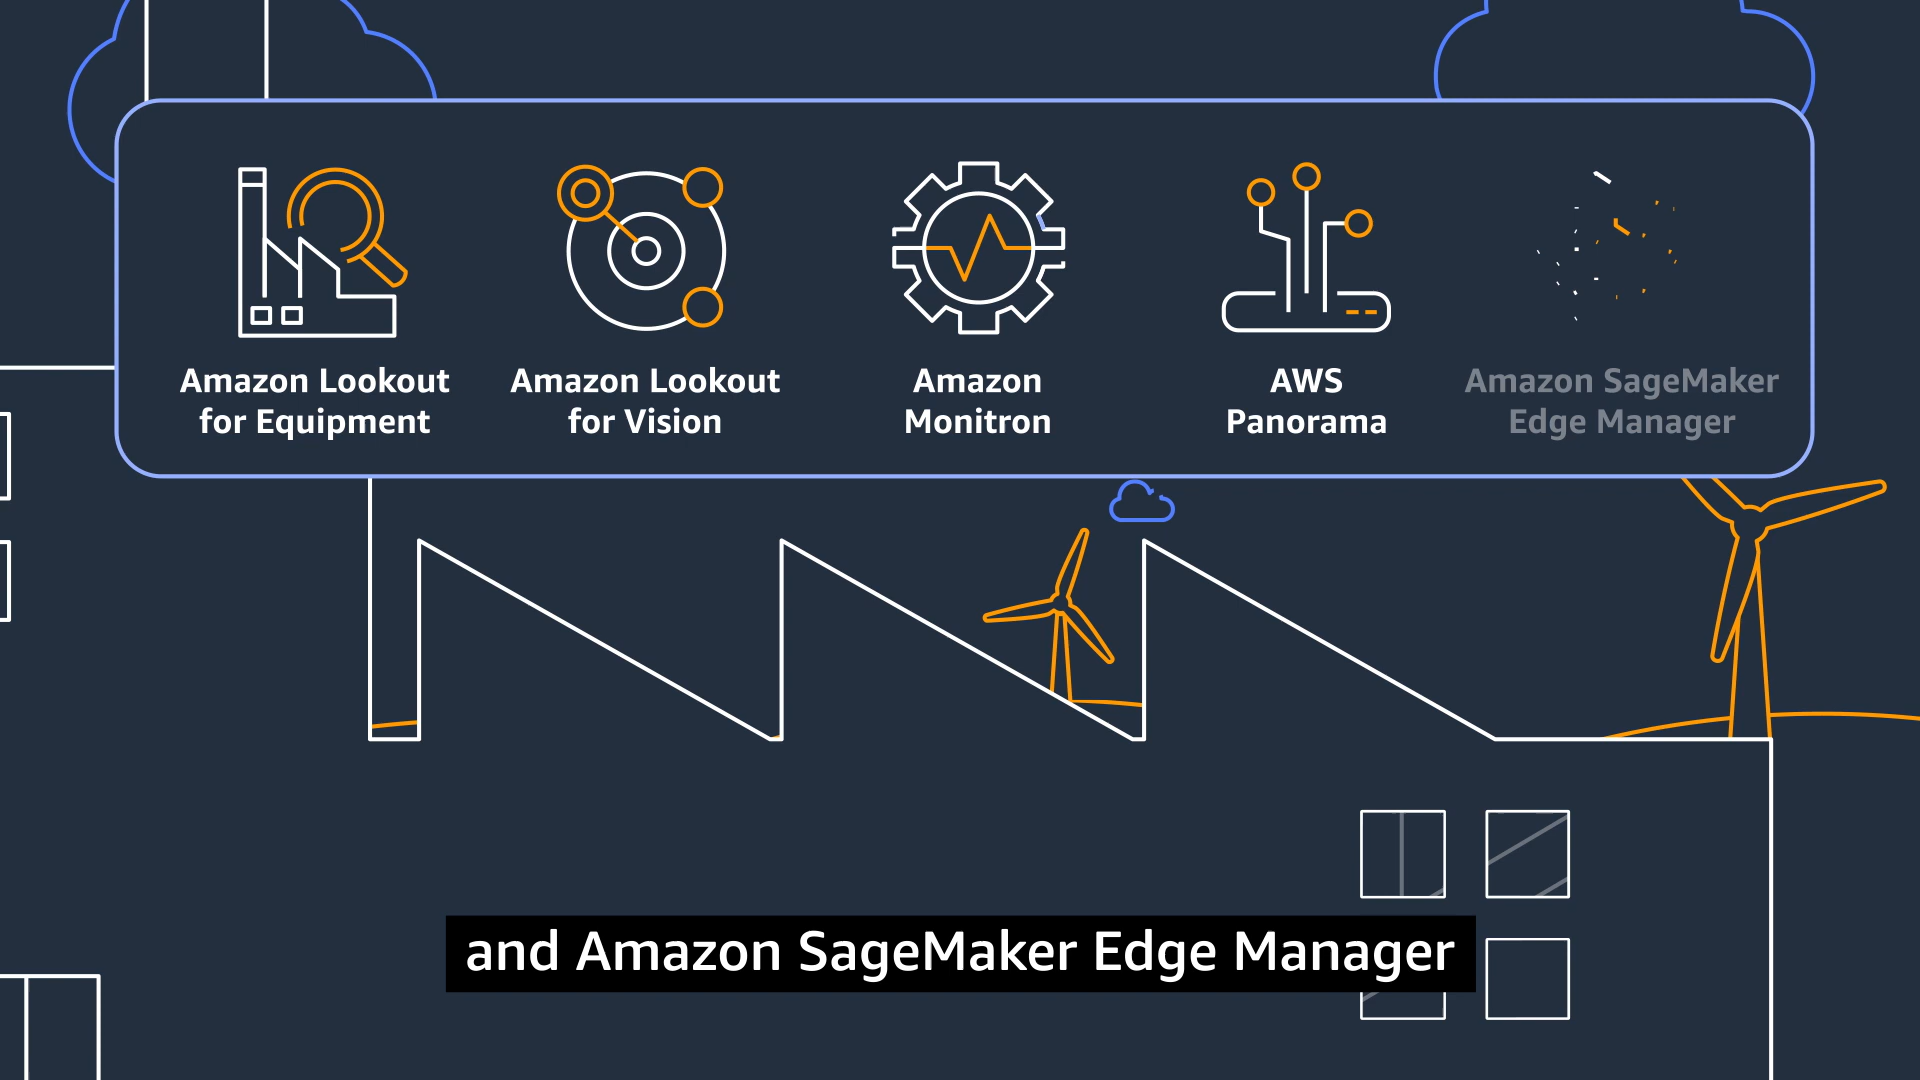 Amazon Lookout
for Equipment
Amazon Lookout
for Vision
Amazon
Monitron
AWS
Panorama
Amazon SageMaker
Edge Manager
and Amazon SageMaker Edge Manager